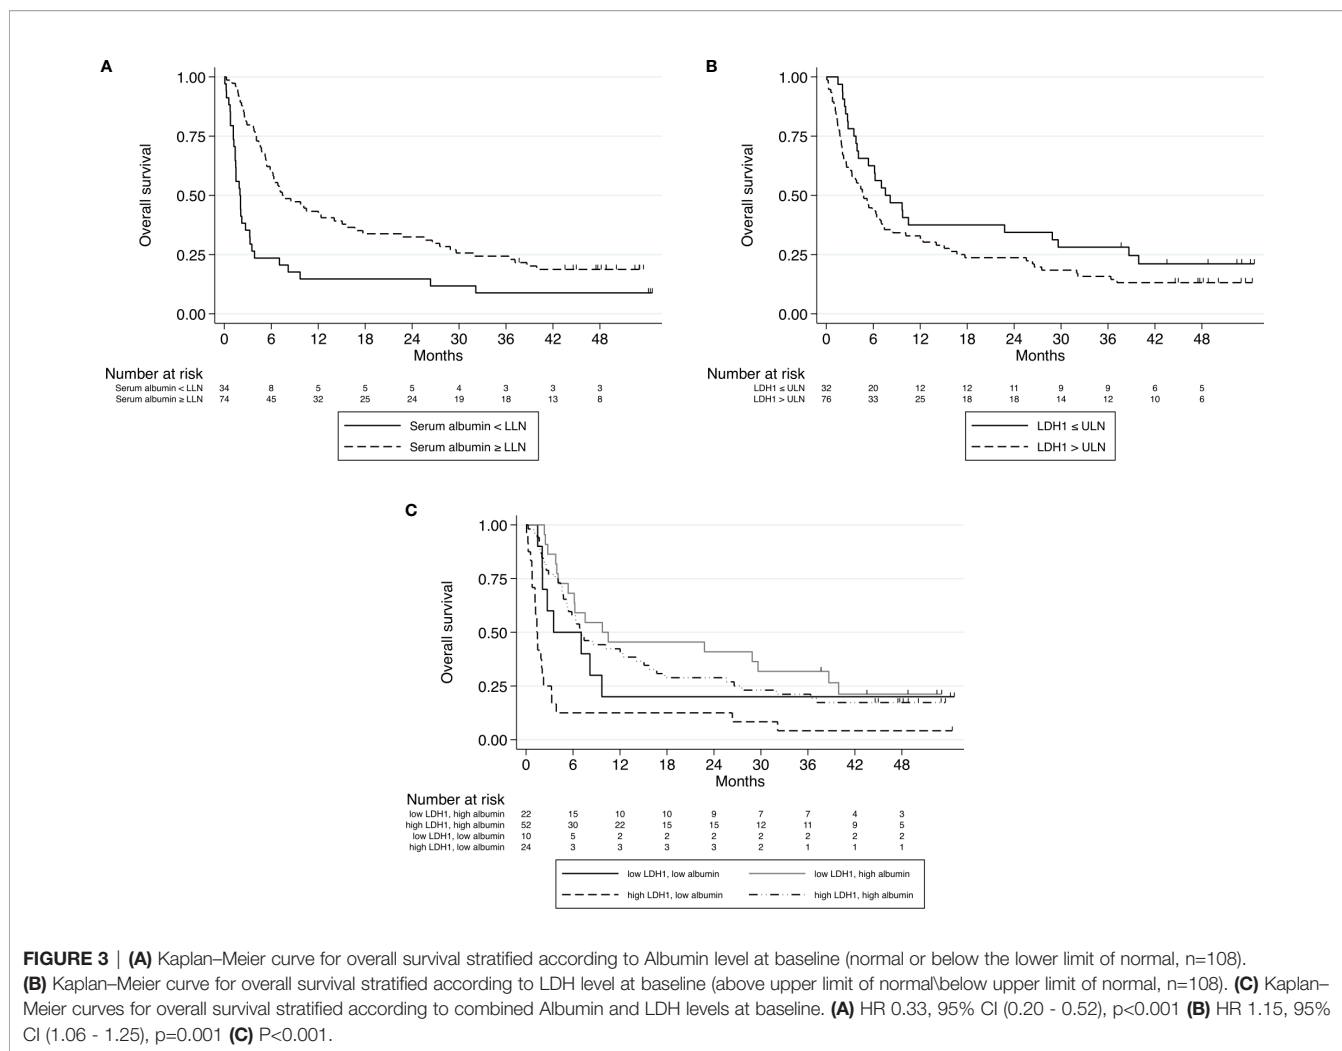 A
1.00
0.75
0.50
0.25
0.00
Overall survival
0 6 12 18 24 30 36 42 48
Months
Number at risk
Serum albumin < LLN 34 8 5 5 5 4 3 3 3
Serum albumin ≥ LLN 74 45 32 25 24 19 18 13 8
Serum albumin < LLN
Serum albumin ≥ LLN
B
1.00
0.75
0.50
0.25
0.00
Overall survival
0 6 12 18 24 30 36 42 48
Months
Number at risk
LDH1 ≤ ULN 32 20 12 12 11 9 9 6 5
LDH1 > ULN 76 33 25 18 18 14 12 10 6
LDH1 ≤ ULN
LDH1 > ULN
C
1.00
0.75
0.50
0.25
0.00
Overall survival
0 6 12 18 24 30 36 42 48
Months
Number at risk
low LDH1, high albumin 22 15 10 10 9 7 7 4 3
high LDH1, high albumin 52 30 22 15 15 12 11 9 5
low LDH1, low albumin 10 5 2 2 2 2 2 2 2
high LDH1, low albumin 24 3 3 3 3 2 1 1 1
low LDH1, low albumin low LDH1, high albumin
high LDH1, low albumin high LDH1, high albumin
FIGURE 3 | (A) Kaplan–Meier curve for overall survival stratified according to Albumin level at baseline (normal or below the lower limit of normal, n=108).
(B) Kaplan–Meier curve for overall survival stratified according to LDH level at baseline (above upper limit of normal\below upper limit of normal, n=108). (C) Kaplan–
Meier curves for overall survival stratified according to combined Albumin and LDH levels at baseline. (A) HR 0.33, 95% CI (0.20 - 0.52), p<0.001 (B) HR 1.15, 95%
CI (1.06 - 1.25), p=0.001 (C) P<0.001.